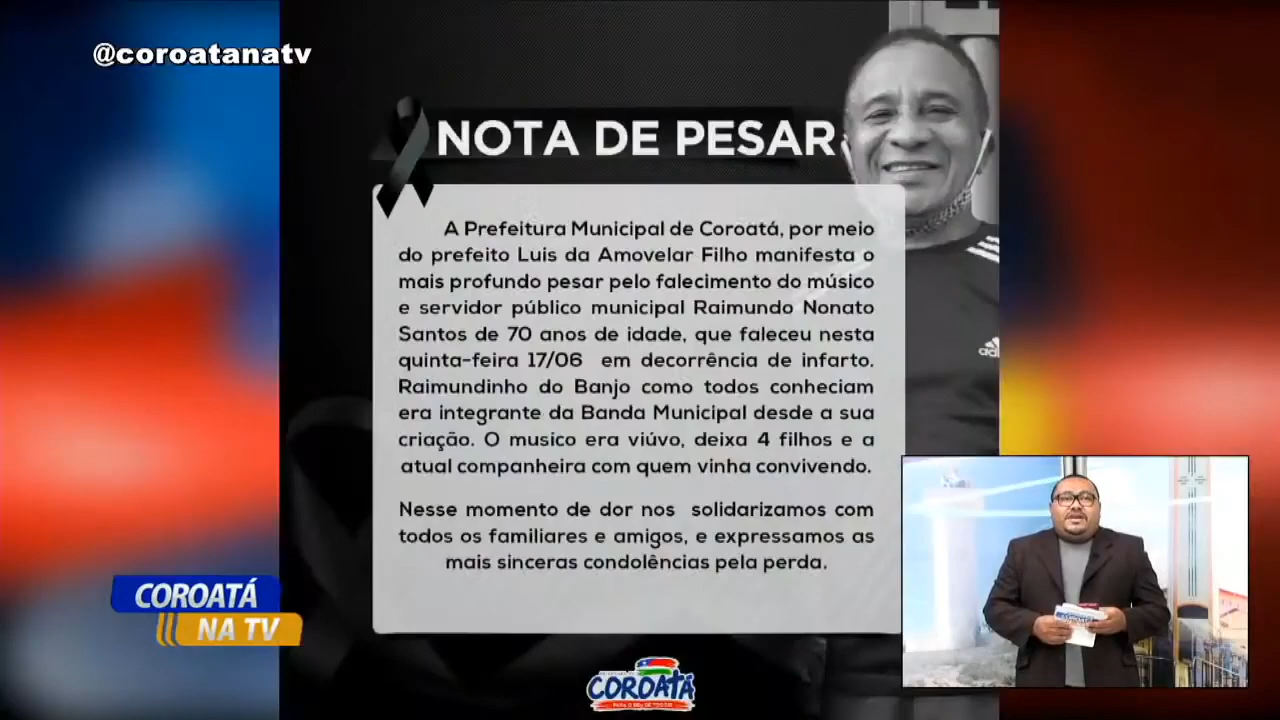 @coroatanatv
NOTA DE PESAR
A Prefeitura Municipal de Coroatá, por meio
do prefeito Luis da Amovelar Filho manifesta o
mais profundo pesar pelo falecimento do músico
e servidor público municipal Raimundo Nonato
Santos de 70 anos de idade, que faleceu nesta
quinta-feira 17/06 em decorrência de infarto.
Raimundinho do Banjo como todos conheciam
era integrante da Banda Municipal desde a sua
criação. O musico era viúvo, deixa 4 filhos e a
atual companheira com quem vinha convivendo.
Nesse momento de dor nos solidarizamos com
todos os familiares e amigos, e expressamos as
mais sinceras condolências pela perda.
COROATÁ
NA TV
COROATÁ